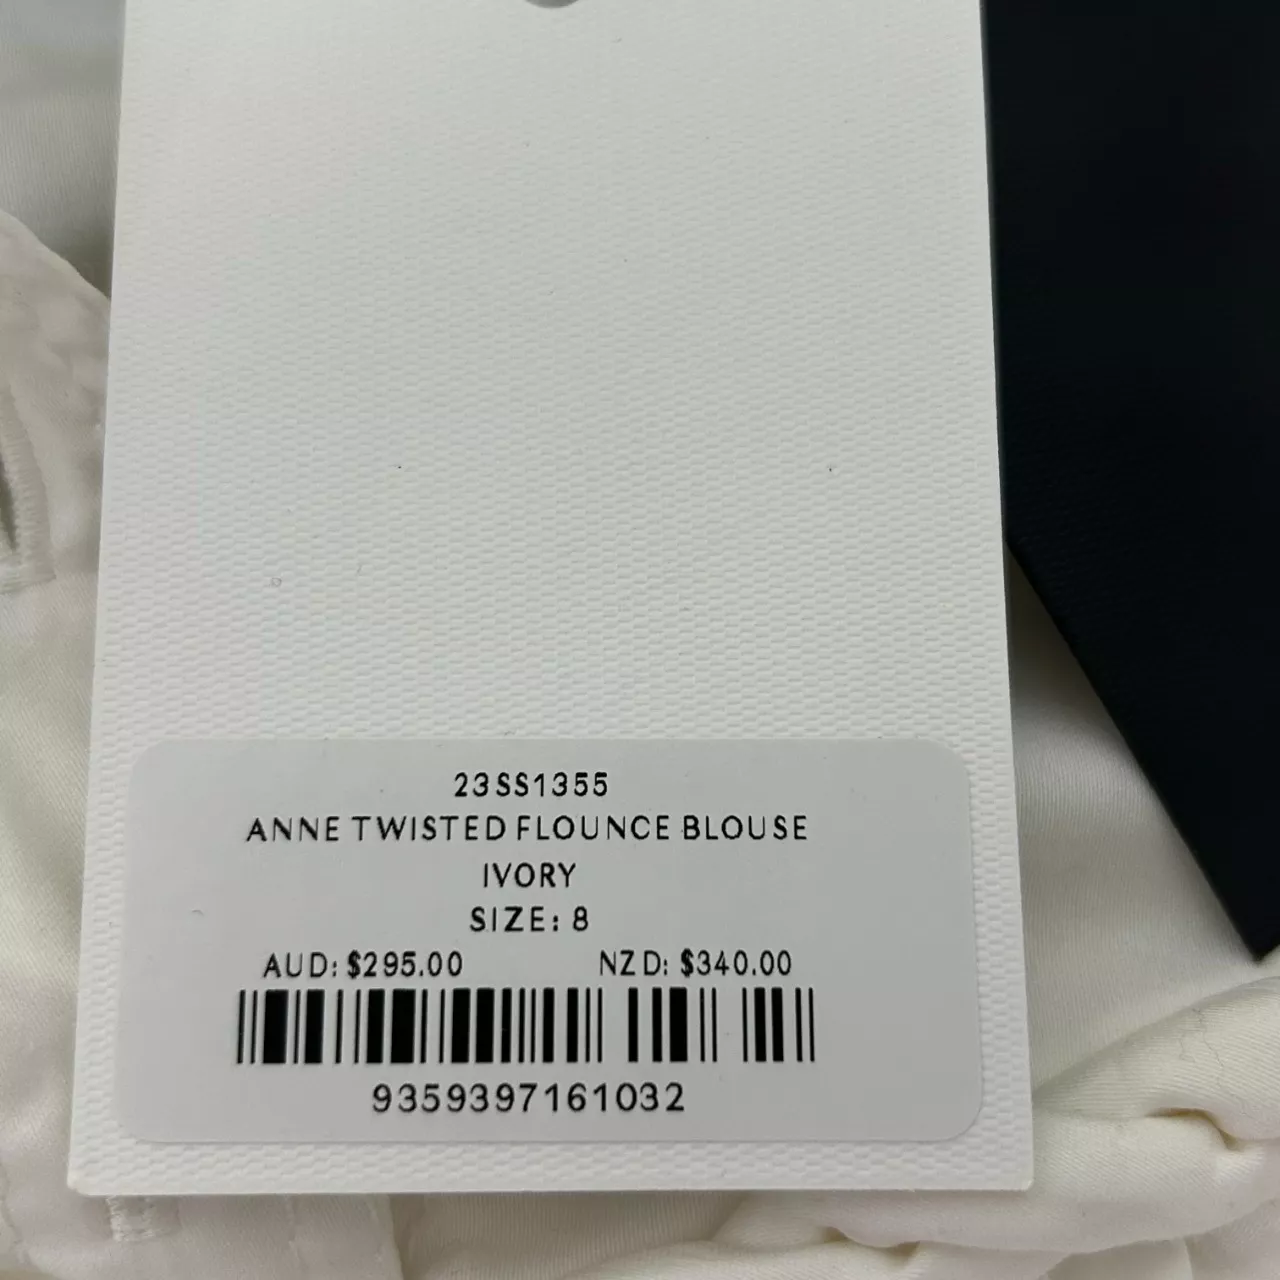 23SS1355
ANNE TWISTED FLOUNCE BLOUSE
IVORY
SIZE: 8
AUD: $295.00 NZD: $340.00
9359397161032